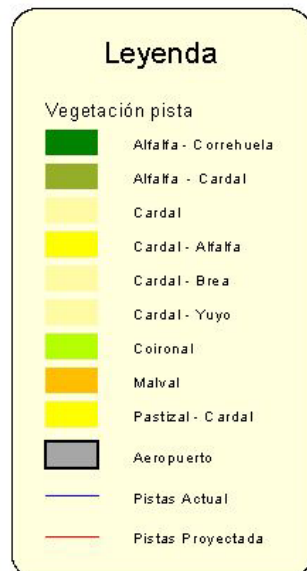 Leyenda
Vegetación pista
Alfalfa - Correhuela
Alfalfa - Cardal
Cardal
Cardal - Alfalfa
Cardal - Brea
Cardal - Yuyo
Coironal
Malval
Pastizal - Cardal
Aeropuerto
Pistas Actual
Pistas Proyectada